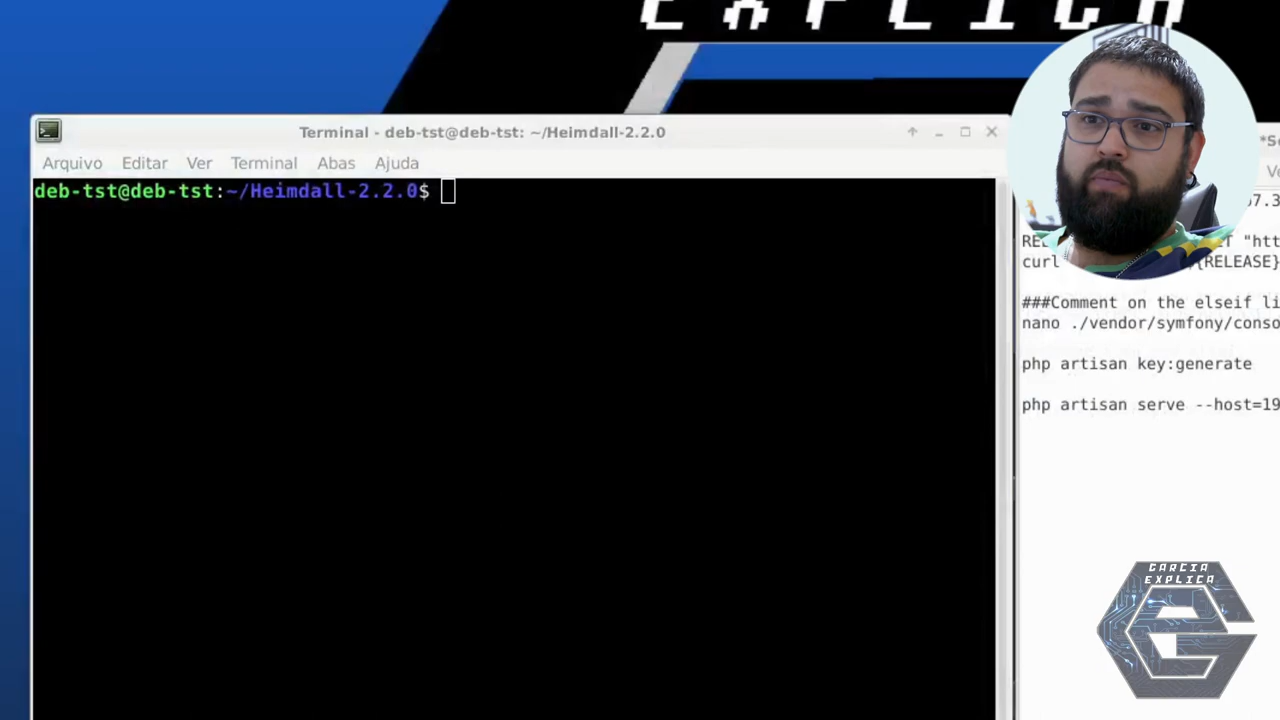 EXPLICA
Terminal - deb-tst@deb-tst: ~/Heimdall-2.2.0
Arquivo Editar Ver Terminal Abas Ajuda
deb-tst@deb-tst:~/Heimdall-2.2.0$
"htt
curl {RELEASE}
###Comment on the elseif li
nano ./vendor/symfony/conso
php artisan key:generate
php artisan serve --host=19
GARCIA
EXPLICA